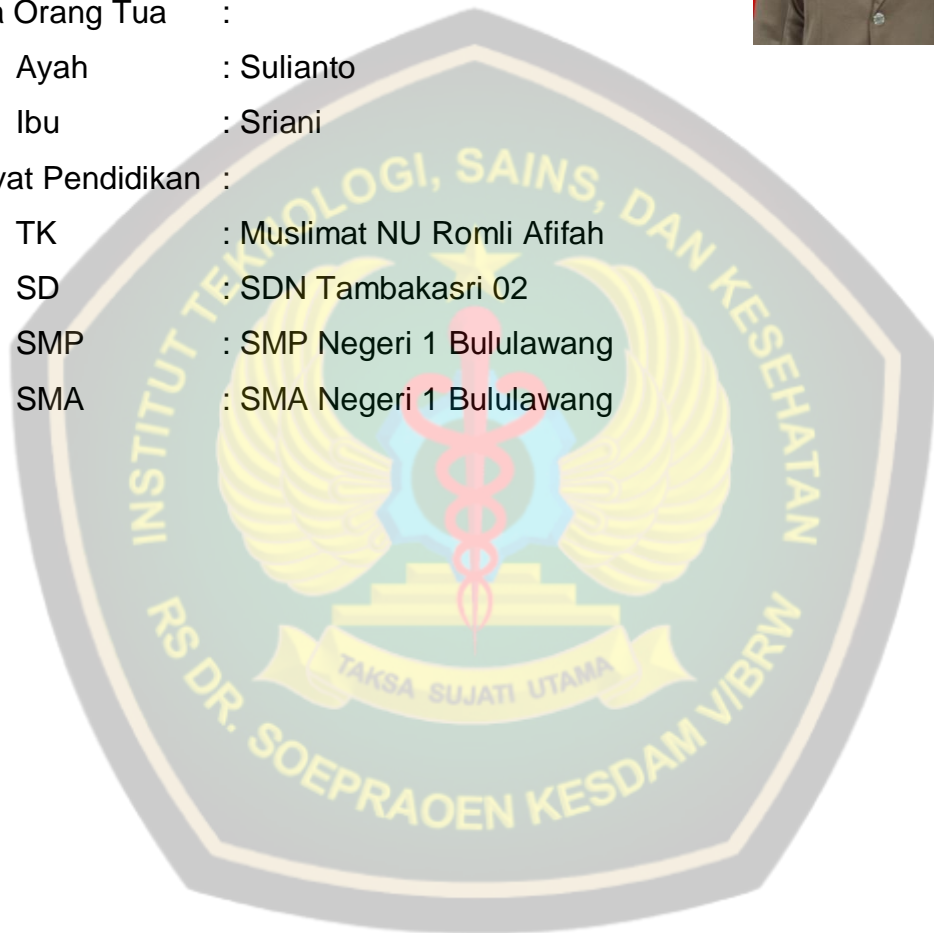 a Orang Tua :
Ayah : Sulianto
Ibu : Sriani
yat Pendidikan :
TK : Muslimat NU Romli Afifah
SD : SDN Tambakasri 02
SMP : SMP Negeri 1 Bululawang
SMA : SMA Negeri 1 Bululawang
INSTITUT TEKNOLOGI, SAINS, DAN KESEHATAN
TAKSA SUJATI UTAMA
RS DR. SOEPRAOEN KESDAM V/BRW